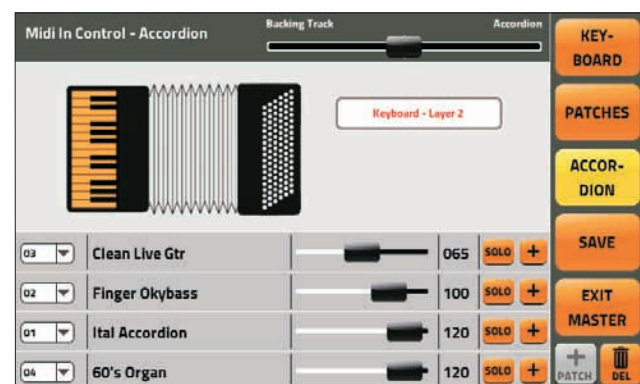 Midi In Control - Accordion
Backing Track
Accordion
Keyboard - Layer 2
03
Clean Live Gtr
065
SOLO
+
02
Finger Okybass
100
SOLO
+
01
Ital Accordion
120
SOLO
+
04
60's Organ
120
SOLO
+
KEY-
BOARD
PATCHES
ACCOR-
DION
SAVE
EXIT
MASTER
+
PATCH
DEL